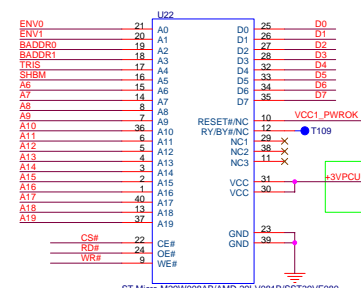 U22
ENV0 21 A0 D0 25 D0
ENV1 20 A1 D1 26 D1
BADDR0 19 A2 D2 27 D2
BADDR1 18 A3 D3 28 D3
TRIS 17 A4 D4 32 D4
SHBM 16 A5 D5 33 D5
A6 15 A6 D6 34 D6
A7 14 A7 D7 35 D7
A8 8 A8
A9 7 A9 RESET#/NC 10 VCC1_PWROK
A10 36 A10 RY/BY#/NC 12 T109
A11 6 A11 NC1 29
A12 5 A12 NC2 38
A13 4 A13 NC3 11
A14 3 A14
A15 2 A15 VCC 31 +3VPCU
A16 1 A16 VCC 30
A17 40 A17
A18 13 A18
A19 37 A19
GND 23
CS# 22 CE# GND 39
RD# 24 OE#
WR# 9 WE#